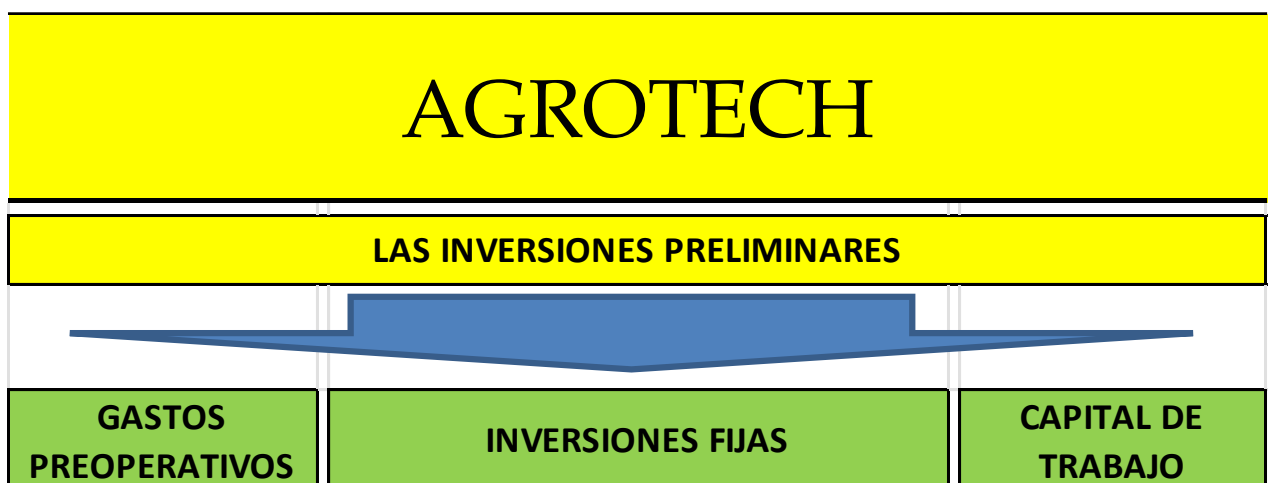 AGROTECH
LAS INVERSIONES PRELIMINARES
GASTOS
PREOPERATIVOS
INVERSIONES FIJAS
CAPITAL DE
TRABAJO